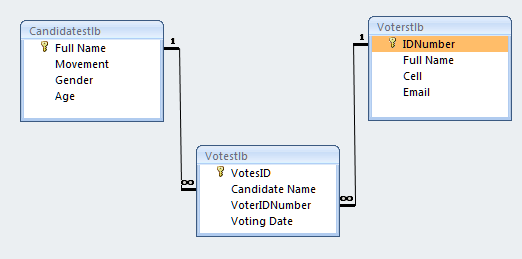 Candidatestlb
Full Name
Movement
Gender
Age
1
Voterstlb
IDNumber
Full Name
Cell
Email
1
Votestlb
VotesID
Candidate Name
VoterIDNumber
Voting Date
∞
∞